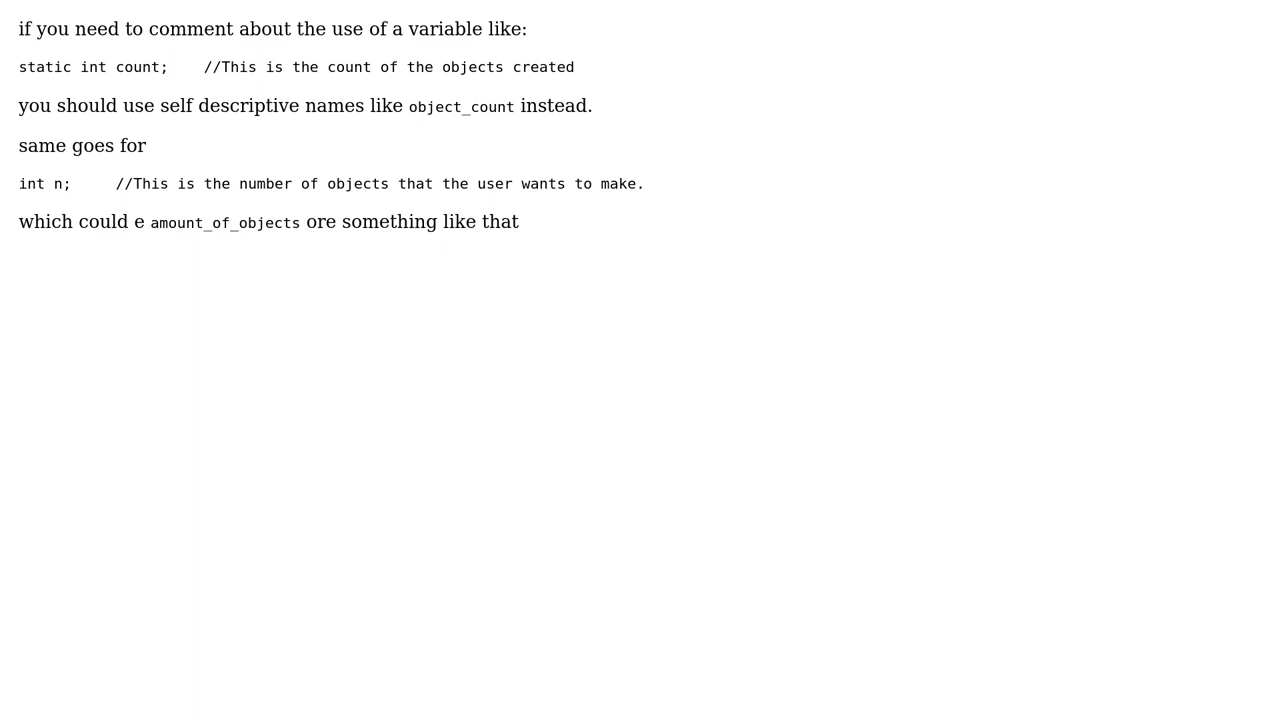 if you need to comment about the use of a variable like:
static int count;    //This is the count of the objects created
you should use self descriptive names like object_count instead.
same goes for
int n;     //This is the number of objects that the user wants to make.
which could e amount_of_objects ore something like that